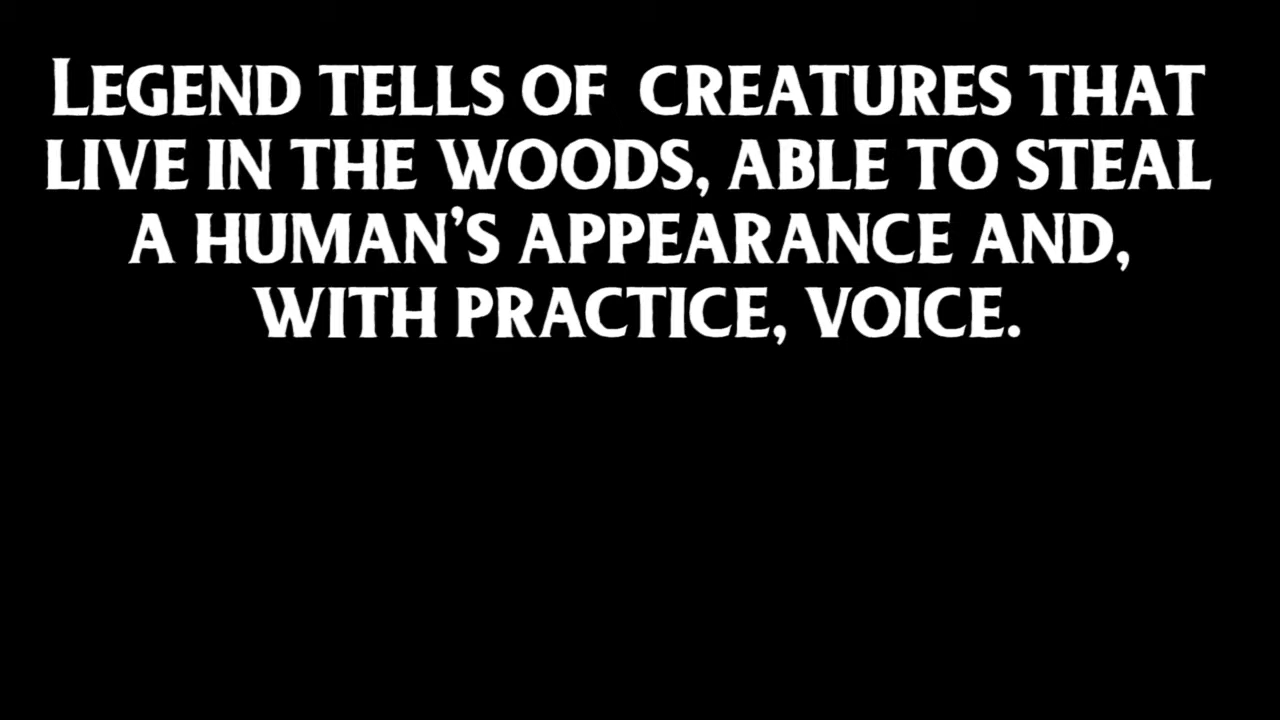 LEGEND TELLS OF CREATURES THAT
LIVE IN THE WOODS, ABLE TO STEAL
A HUMAN'S APPEARANCE AND,
WITH PRACTICE, VOICE.